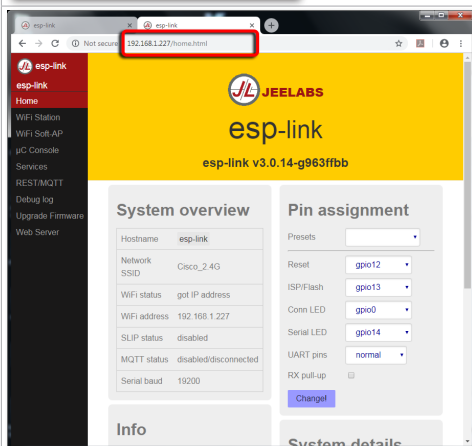 esp-link
esp-link
Not secure 192.168.1.227/home.html
esp-link
esp-link
Home
WiFi Station
WiFi Soft-AP
µC Console
Services
REST/MQTT
Debug log
Upgrade Firmware
Web Server
JL JEELABS
esp-link
esp-link v3.0.14-g963ffbb
System overview
Hostname esp-link
Network SSID Cisco_2.4G
WiFi status got IP address
WiFi address 192.168.1.227
SLIP status disabled
MQTT status disabled/disconnected
Serial baud 19200
Info
Pin assignment
Presets
Reset gpio12
ISP/Flash gpio13
Conn LED gpio0
Serial LED gpio14
UART pins normal
RX pull-up
Change!
System details